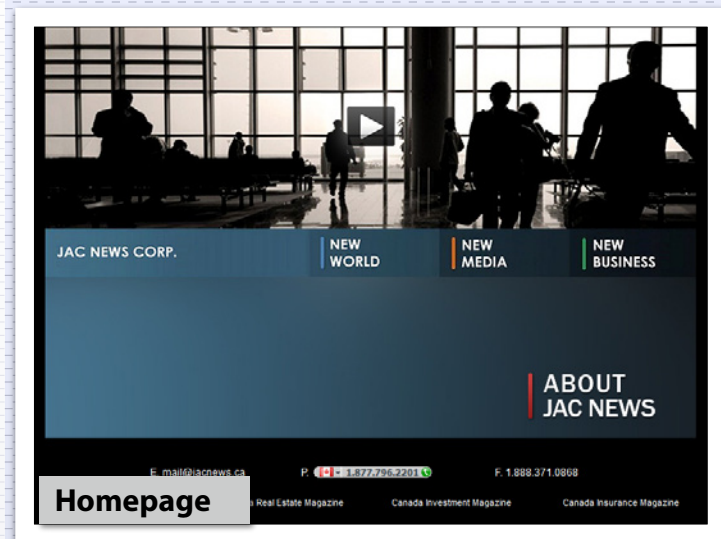 JAC NEWS CORP.
NEW
WORLD
NEW
MEDIA
NEW
BUSINESS
ABOUT
JAC NEWS
E. mail@jacnews.ca P. 1.877.796.2201 F. 1.888.371.0868
Real Estate Magazine Canada Investment Magazine Canada Insurance Magazine
Homepage